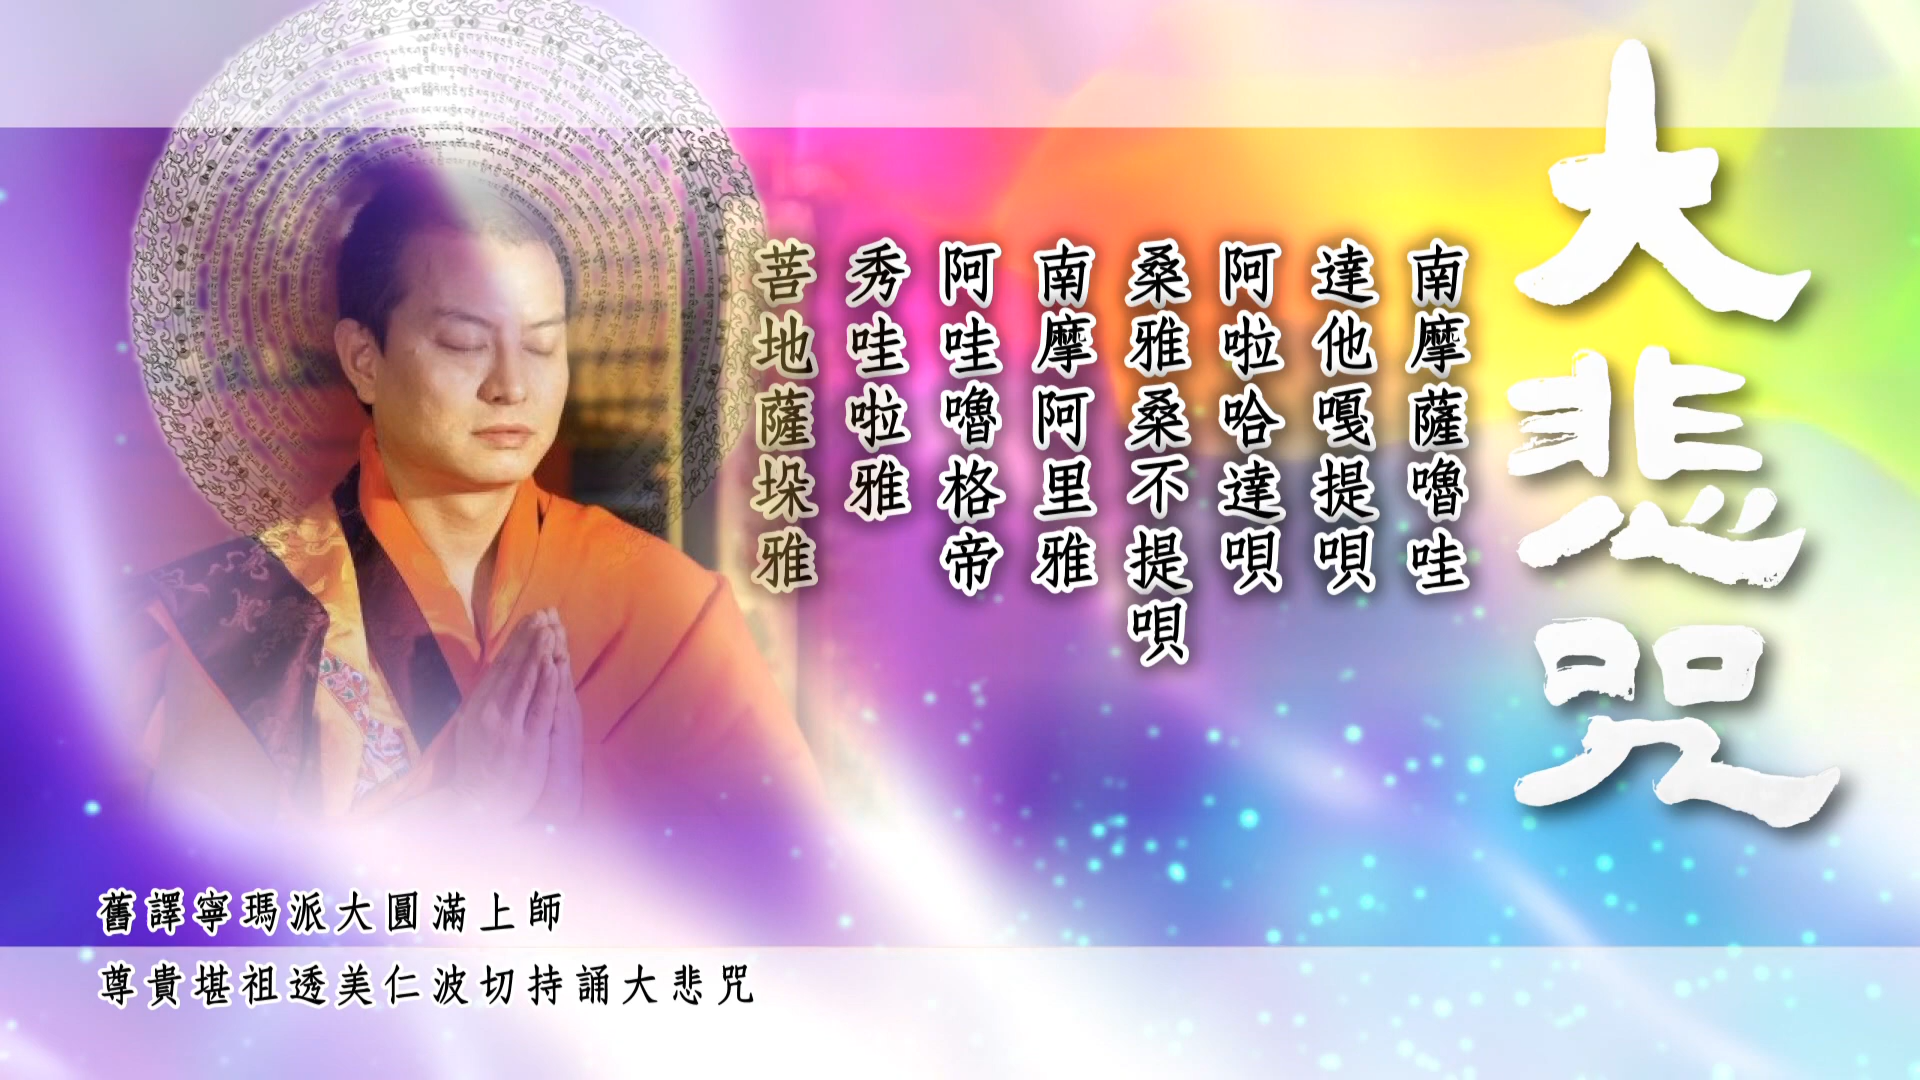 大悲咒
南摩薩嚕哇
達他嘎提唄
阿啦哈達唄
桑雅桑不提唄
南摩阿里雅
阿哇嚕格帝
秀哇啦雅
菩地薩垛雅
舊譯寧瑪派大圓滿上師
尊貴堪祖透美仁波切持誦大悲咒